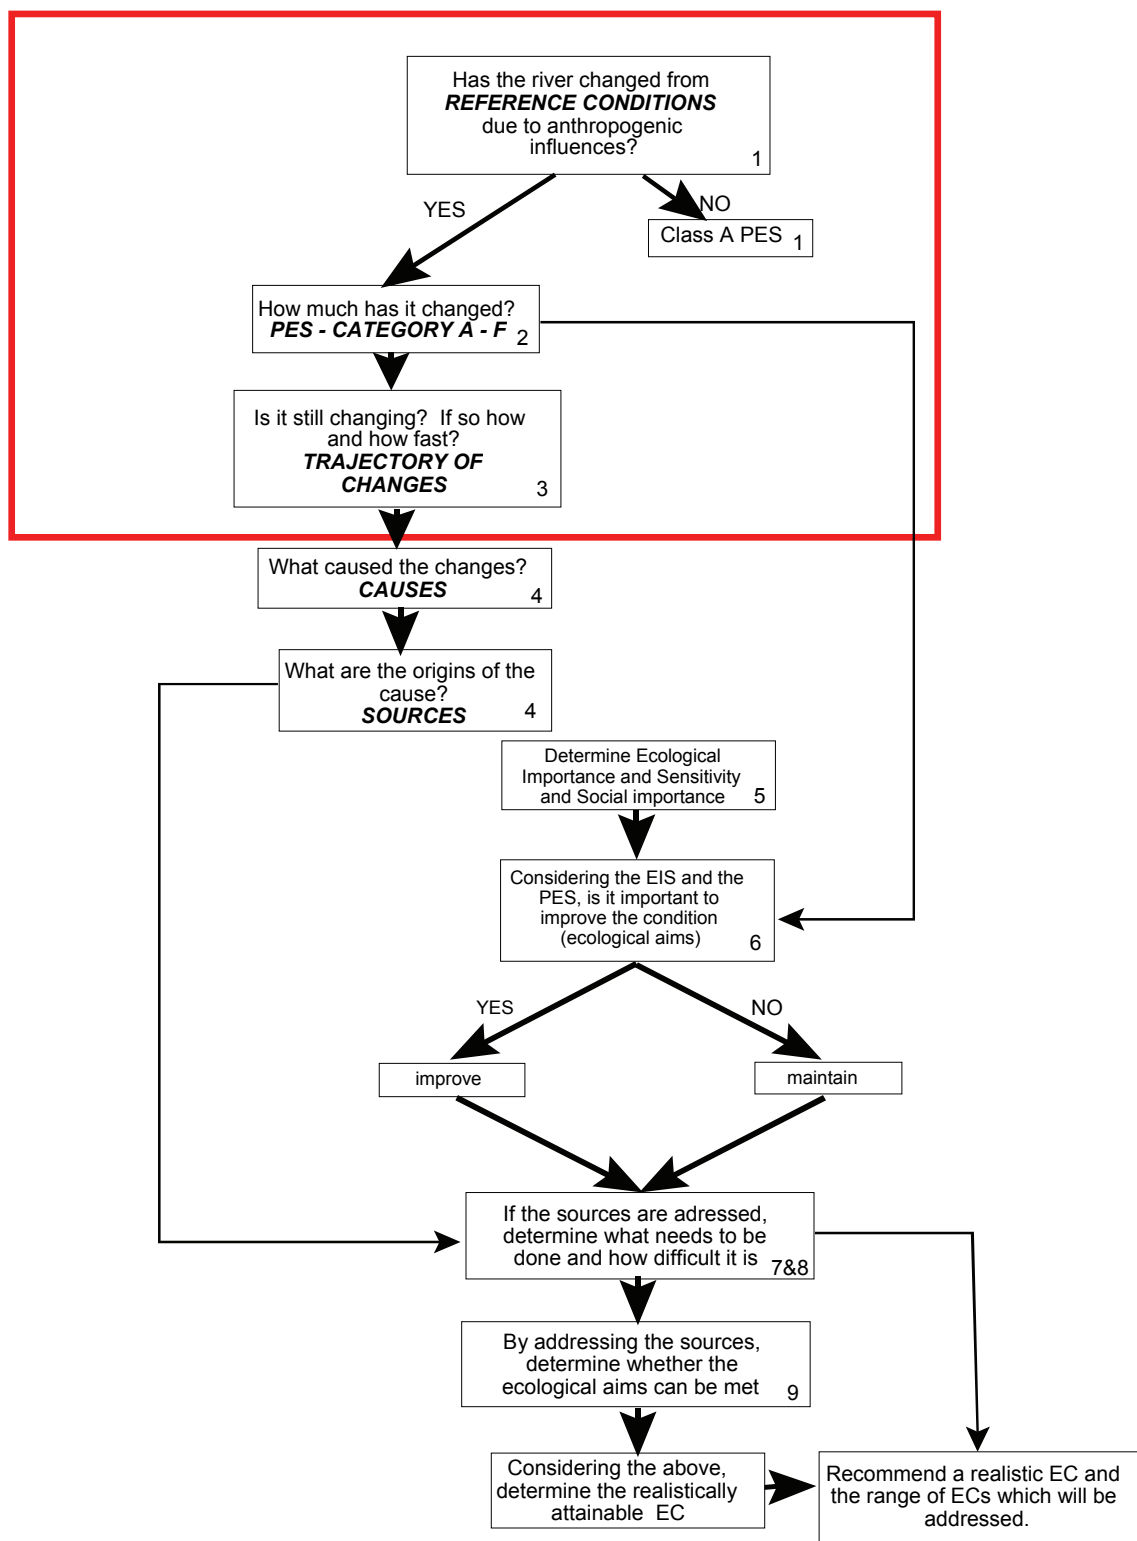 Has the river changed from
REFERENCE CONDITIONS
due to anthropogenic
influences?
1
YES
NO
Class A PES 1
How much has it changed?
PES - CATEGORY A - F 2
Is it still changing? If so how
and how fast?
TRAJECTORY OF
CHANGES 3
What caused the changes?
CAUSES 4
What are the origins of the
cause?
SOURCES 4
Determine Ecological
Importance and Sensitivity
and Social importance 5
Considering the EIS and the
PES, is it important to
improve the condition
(ecological aims) 6
YES
NO
improve
maintain
If the sources are adressed,
determine what needs to be
done and how difficult it is
7&8
By addressing the sources,
determine whether the
ecological aims can be met 9
Considering the above,
determine the realistically
attainable EC
Recommend a realistic EC and
the range of ECs which will be
addressed.